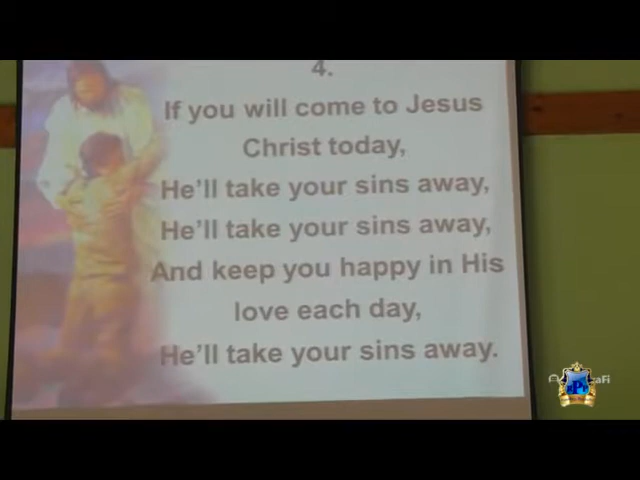 4.
If you will come to Jesus
Christ today,
He'll take your sins away,
He'll take your sins away,
And keep you happy in His
love each day,
He'll take your sins away.